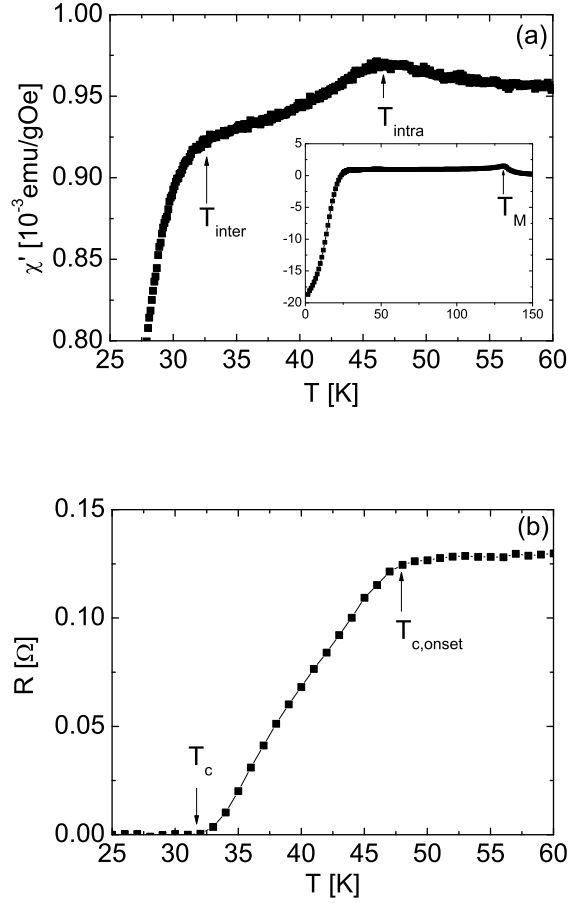 (a)
χ' [10⁻³emu/gOe]
1.00
0.95
0.90
0.85
0.80
T_intra
T_inter
5
0
-5
-10
-15
-20
T_M
0 50 100 150
25 30 35 40 45 50 55 60
T [K]
(b)
R [Ω]
0.15
0.10
0.05
0.00
T_c,onset
T_c
25 30 35 40 45 50 55 60
T [K]